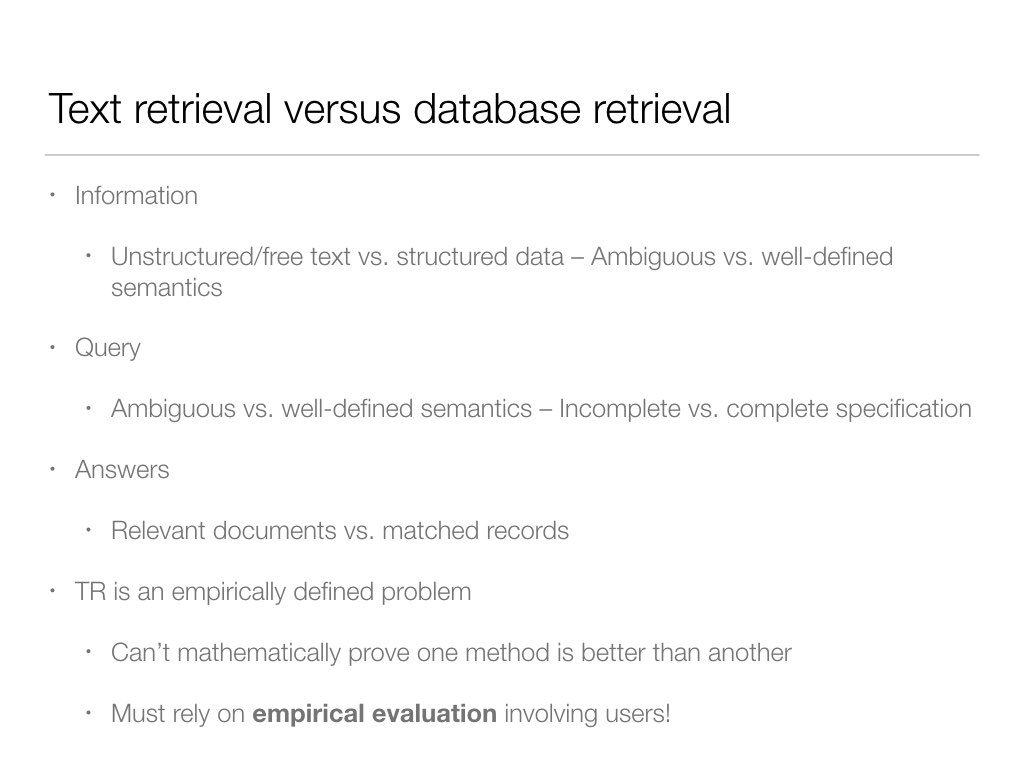 Text retrieval versus database retrieval
• Information
• Unstructured/free text vs. structured data – Ambiguous vs. well-defined
semantics
• Query
• Ambiguous vs. well-defined semantics – Incomplete vs. complete specification
• Answers
• Relevant documents vs. matched records
• TR is an empirically defined problem
• Can’t mathematically prove one method is better than another
• Must rely on empirical evaluation involving users!